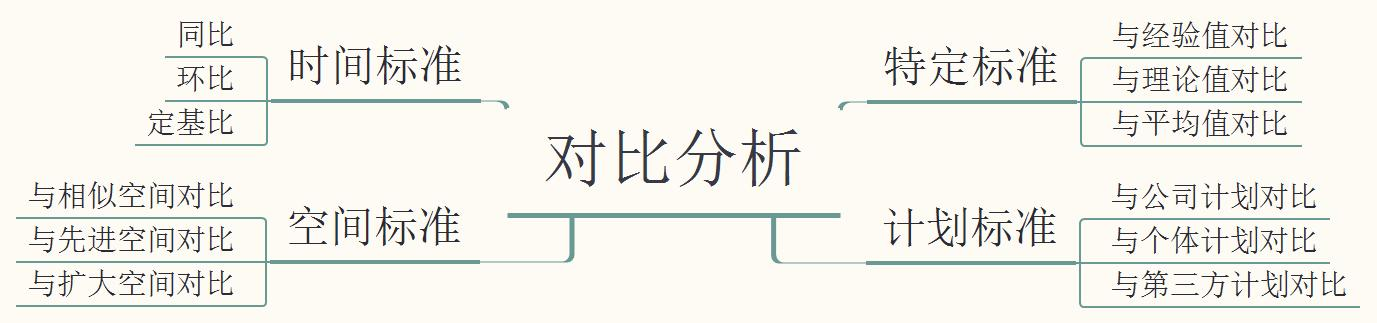 对比分析
时间标准
同比
环比
定基比
空间标准
与相似空间对比
与先进空间对比
与扩大空间对比
特定标准
与经验值对比
与理论值对比
与平均值对比
计划标准
与公司计划对比
与个体计划对比
与第三方计划对比